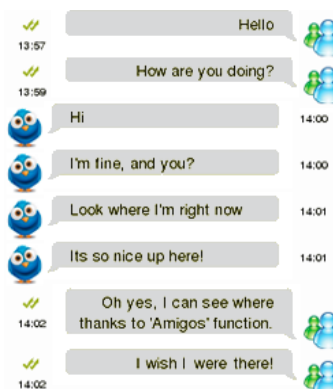 Hello
13:57
How are you doing?
13:59
Hi
14:00
I'm fine, and you?
14:00
Look where I'm right now
14:01
Its so nice up here!
14:01
Oh yes, I can see where
thanks to 'Amigos' function.
14:02
I wish I were there!
14:02